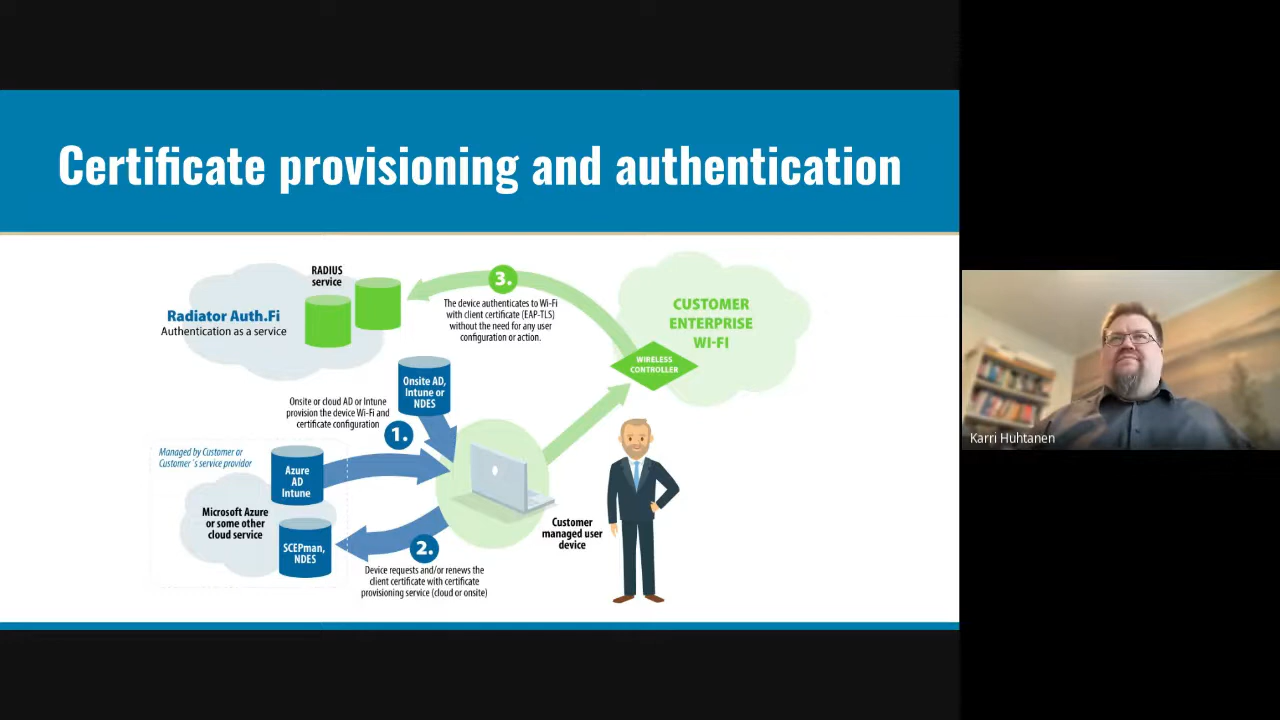 Certificate provisioning and authentication
RADIUS
service
Radiator Auth.Fi
Authentication as a service
3.
The device authenticates to Wi-Fi
with client certificate (EAP-TLS)
without the need for any user
configuration or action.
CUSTOMER
ENTERPRISE
WI-FI
WIRELESS
CONTROLLER
Onsite AD,
Intune or
NDES
Onsite or cloud AD or Intune
provision the device Wi-Fi and
certificate configuration
1.
Managed by Customer or
Customer´s service providor
Azure
AD
Intune
Microsoft Azure
or some other
cloud service
SCEPman,
NDES
2.
Device requests and/or renews the
client certificate with certificate
provisioning service (cloud or onsite)
Customer
managed user
device
Karri Huhtanen